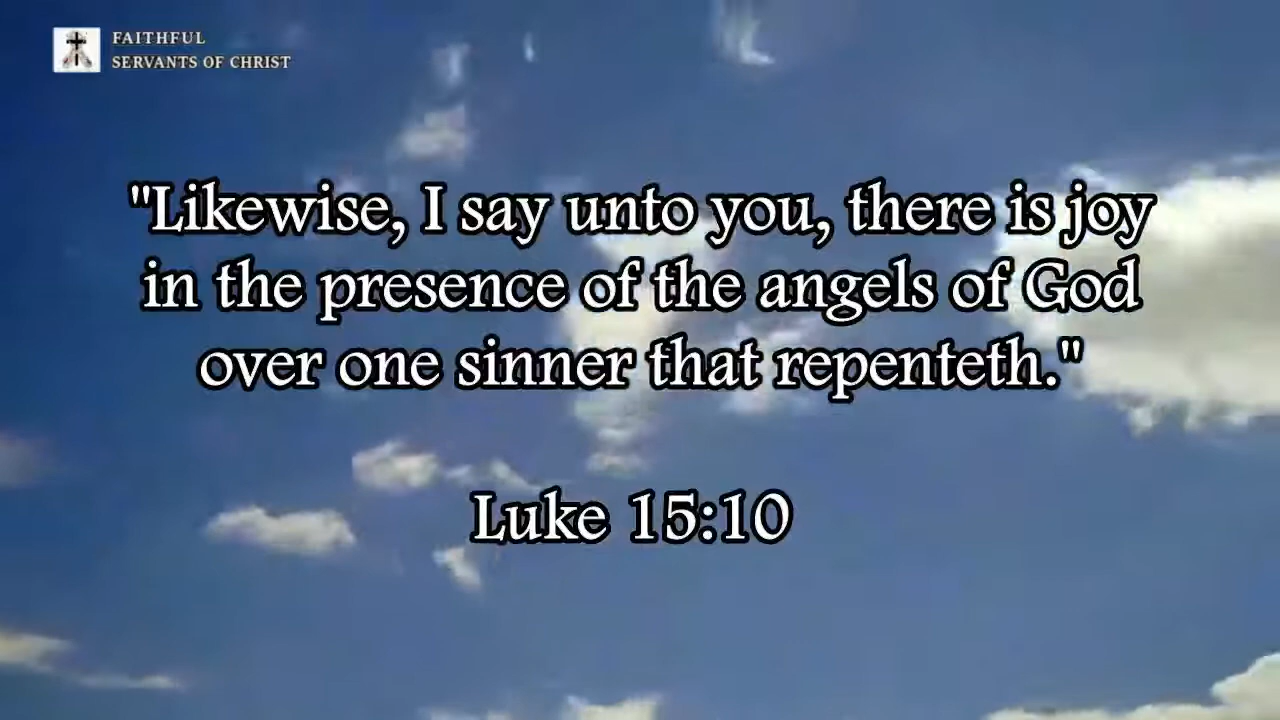 FAITHFUL
SERVANTS OF CHRIST
"Likewise, I say unto you, there is joy
in the presence of the angels of God
over one sinner that repenteth."
Luke 15:10